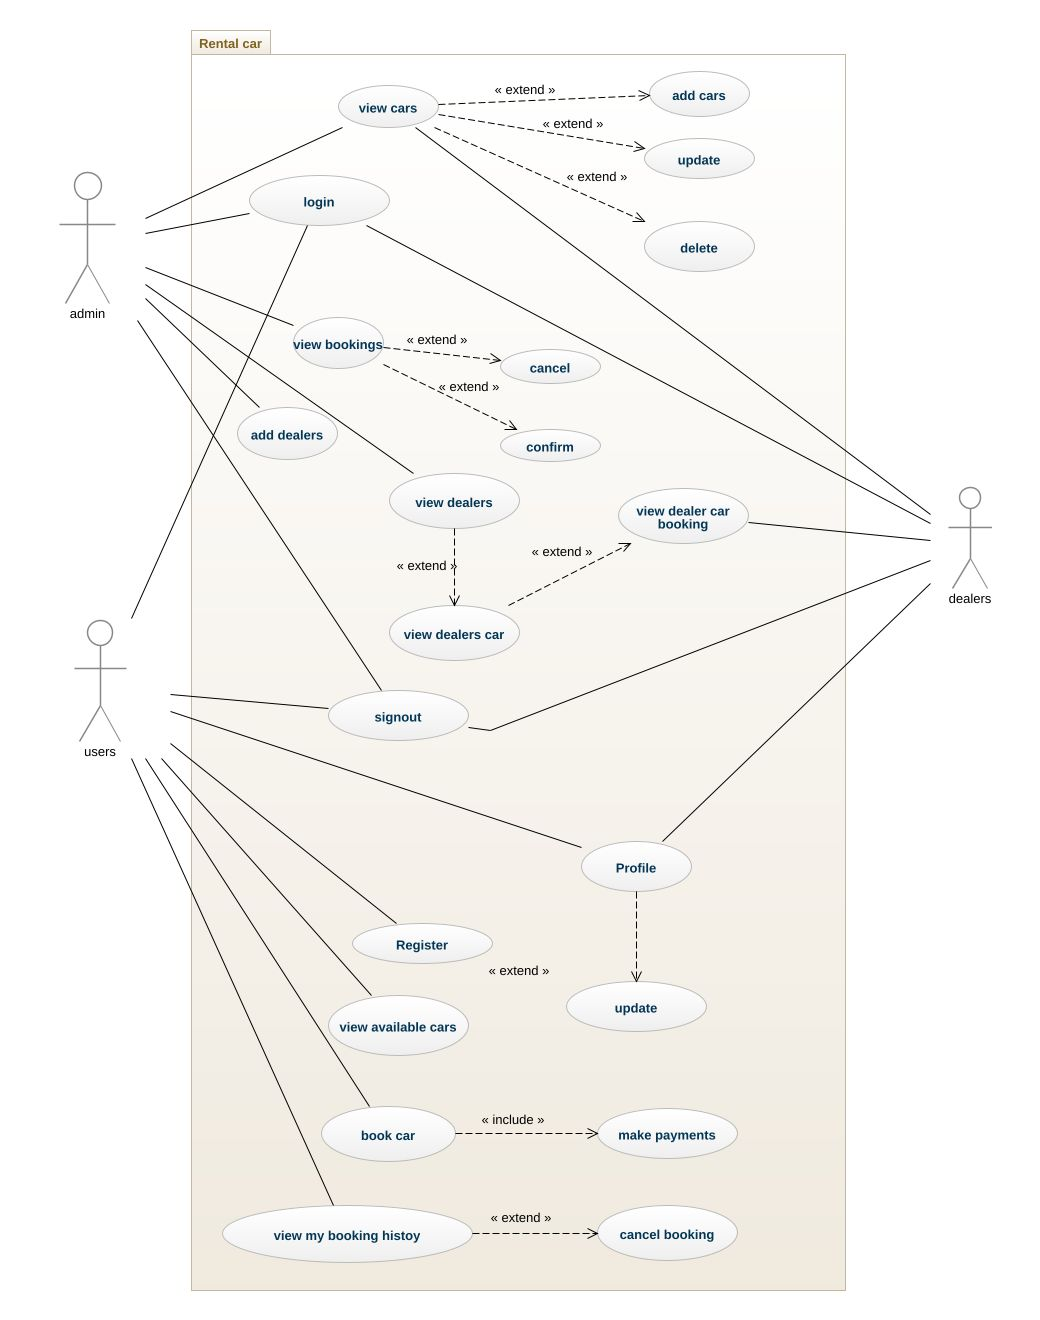 Rental car
« extend »
add cars
view cars
« extend »
update
« extend »
login
delete
admin
« extend »
view bookings
cancel
« extend »
add dealers
confirm
view dealers
view dealer car
booking
« extend »
« extend »
dealers
view dealers car
signout
users
Profile
Register
« extend »
update
view available cars
« include »
book car
make payments
« extend »
view my booking histoy
cancel booking